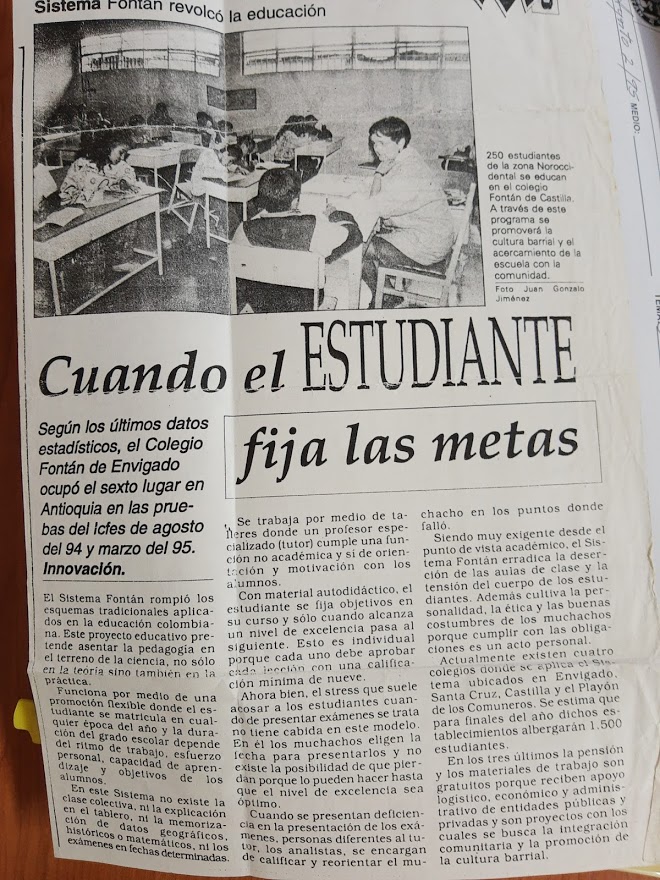 Sistema Fontán revolcó la educación
Agosto 2/95
MEDIO:
250 estudiantes
de la zona Norocci-
dental se educan
en el colegio
Fontán de Castilla.
A través de este
programa se
promoverá la
cultura barrial y el
acercamiento de la
escuela con la
comunidad.
Foto Juan Gonzalo
Jiménez
Cuando el ESTUDIANTE
fija las metas
Según los últimos datos
estadísticos, el Colegio
Fontán de Envigado
ocupó el sexto lugar en
Antioquia en las prue-
bas del Icfes de agosto
del 94 y marzo del 95.
Innovación.
El Sistema Fontán rompió los
esquemas tradicionales aplica-
dos en la educación colombia-
na. Este proyecto educativo pre-
tende asentar la pedagogía en
el terreno de la ciencia, no sólo
en la teoría sino también en la
práctica.
Funciona por medio de una
promoción flexible donde el es-
tudiante se matricula en cual-
quier época del año y la dura-
ción del grado escolar depende
del ritmo de trabajo, esfuerzo
personal, capacidad de apren-
dizaje y objetivos de los
alumnos.
En este Sistema no existe la
clase colectiva, ni la explicación
en el tablero, ni la memoriza-
ción de datos geográficos,
históricos o matemáticos, ni los
exámenes en fechas determinadas.
Se trabaja por medio de ta-
lleres donde un profesor espe-
cializado (tutor) cumple una fun-
ción no académica y sí de orien-
tación y motivación con los
alumnos.
Con material autodidáctico, el
estudiante se fija objetivos en
su curso y sólo cuando alcanza
un nivel de excelencia pasa al
siguiente. Esto es individual
porque cada uno debe aprobar
cada lección con una califica-
ción mínima de nueve.
Ahora bien, el stress que suele
acosar a los estudiantes cuando
de presentar exámenes se trata
no tiene cabida en este modelo.
En él los muchachos eligen la
fecha para presentarlos y no
existe la posibilidad de que pier-
dan porque lo pueden hacer hasta
que el nivel de excelencia sea
óptimo.
Cuando se presentan deficien-
cia en la presentación de los exá-
menes, personas diferentes al tu-
tor, los analistas, se encargan
de calificar y reorientar el mu-
chacho en los puntos donde
falló.
Siendo muy exigente desde el
punto de vista académico, el Sis-
tema Fontán erradica la deser-
ción de las aulas de clase y la
tensión del cuerpo de los estu-
diantes. Además cultiva la per-
sonalidad, la ética y las buenas
costumbres de los muchachos
porque cumplir con las obliga-
ciones es un acto personal.
Actualmente existen cuatro
colegios donde se aplica el Sis-
tema ubicados en Envigado,
Santa Cruz, Castilla y el Playón
de los Comuneros. Se estima que
para finales del año dichos es-
tablecimientos albergarán 1.500
estudiantes.
En los tres últimos la pensión
y los materiales de trabajo son
gratuitos porque reciben apoyo
logístico, económico y adminis-
trativo de entidades públicas y
privadas y son proyectos con los
cuales se busca la integración
comunitaria y la promoción de
la cultura barrial.